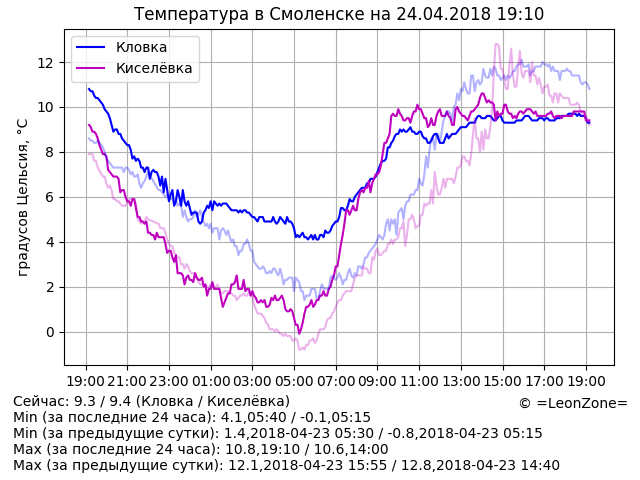 Температура в Смоленске на 24.04.2018 19:10
Кловка
Киселёвка
градусов Цельсия, °C
12
10
8
6
4
2
0
19:00 21:00 23:00 01:00 03:00 05:00 07:00 09:00 11:00 13:00 15:00 17:00 19:00
Сейчас: 9.3 / 9.4 (Кловка / Киселёвка)
© =LeonZone=
Min (за последние 24 часа): 4.1,05:40 / -0.1,05:15
Min (за предыдущие сутки): 1.4,2018-04-23 05:30 / -0.8,2018-04-23 05:15
Max (за последние 24 часа): 10.8,19:10 / 10.6,14:00
Max (за предыдущие сутки): 12.1,2018-04-23 15:55 / 12.8,2018-04-23 14:40